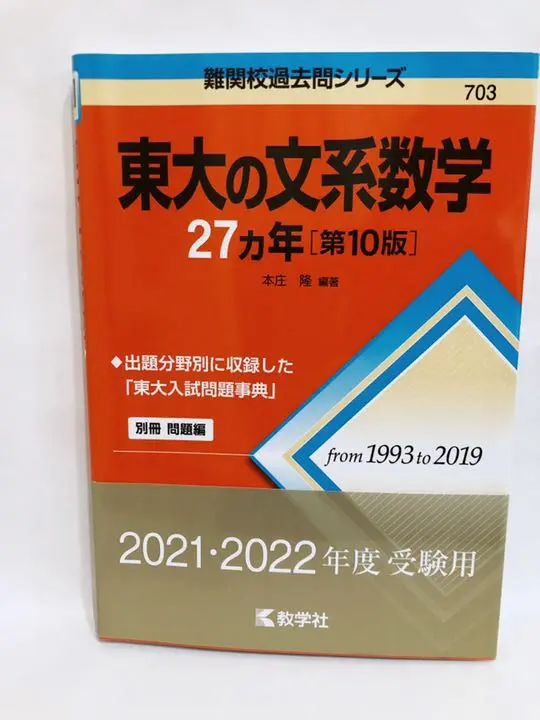 難関校過去問シリーズ
703
東大の文系数学
27カ年[第10版]
本庄 隆 編著
◆出題分野別に収録した
「東大入試問題事典」
別冊 問題編
from 1993 to 2019
2021・2022年度 受験用
教学社